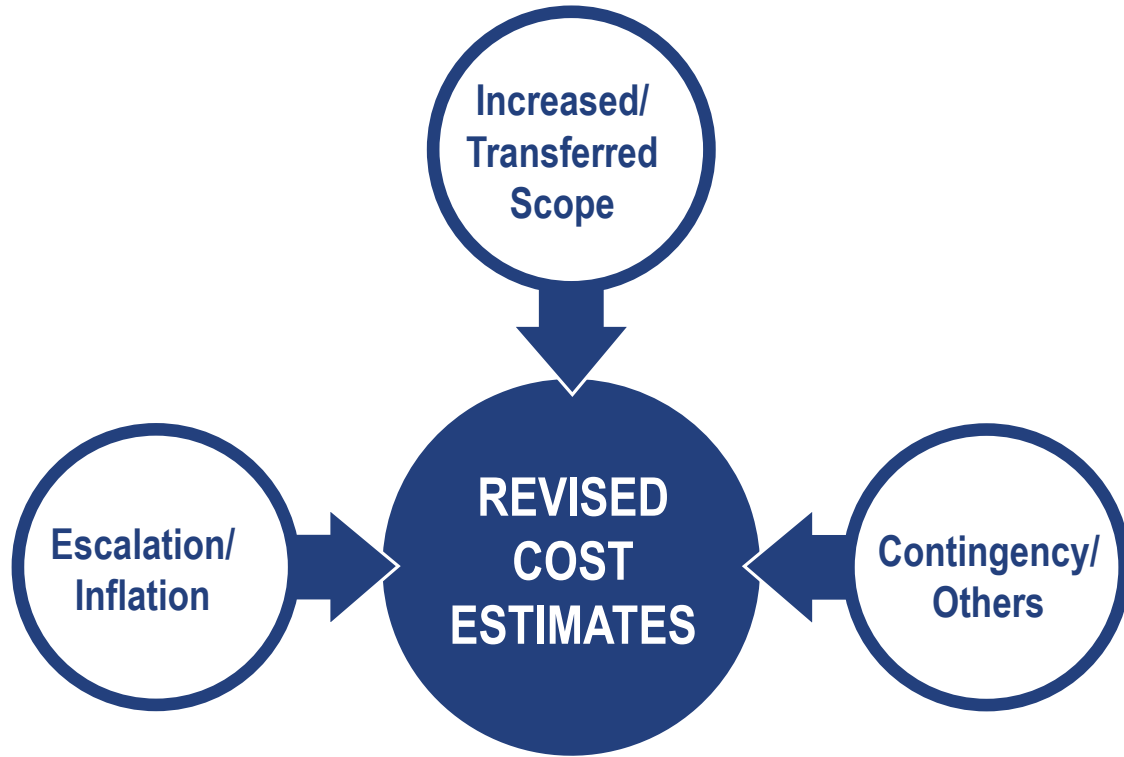 Increased/
Transferred
Scope
REVISED
COST
ESTIMATES
Escalation/
Inflation
Contingency/
Others